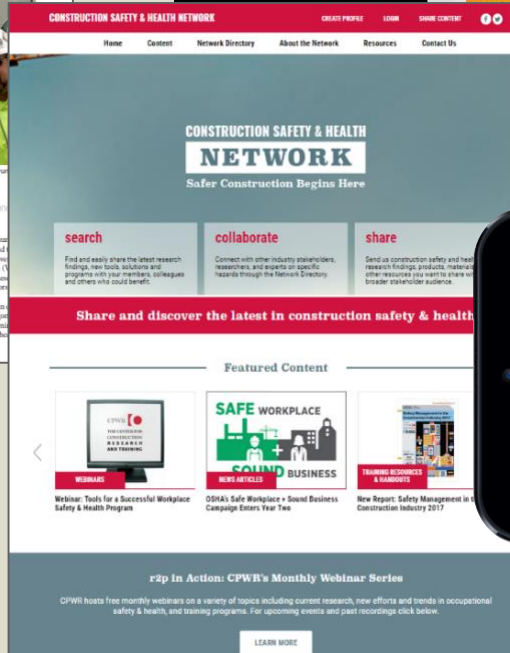 CONSTRUCTION SAFETY & HEALTH NETWORK
CREATE PROFILE LOGIN SHARE CONTENT
Home Content Network Directory About the Network Resources Contact Us
CONSTRUCTION SAFETY & HEALTH
NETWORK
Safer Construction Begins Here
search
Find and easily share the latest research
findings, new tools, solutions and
programs with your members, colleagues
and others who could benefit.
collaborate
Connect with other industry stakeholders,
researchers, and experts on specific
hazards through the Network Directory.
share
Send us construction safety and
research findings, products,
other resources you want to share
broader stakeholder audience.
Share and discover the latest in construction safety & health
Featured Content
CPWR
THE CENTER FOR
CONSTRUCTION
RESEARCH
AND TRAINING
WEBINARS
Webinar: Tools for a Successful Workplace
Safety & Health Program
SAFE WORKPLACE
SOUND BUSINESS
NEWS ARTICLES
OSHA's Safe Workplace + Sound Business
Campaign Enters Year Two
TRAINING RESOURCES
& HANDOUTS
New Report: Safety Management in
Construction Industry 2017
r2p in Action: CPWR's Monthly Webinar Series
CPWR hosts free monthly webinars on a variety of topics including current research, new efforts and trends in occupational
safety & health, and training programs. For upcoming events and past recordings click below.
LEARN MORE